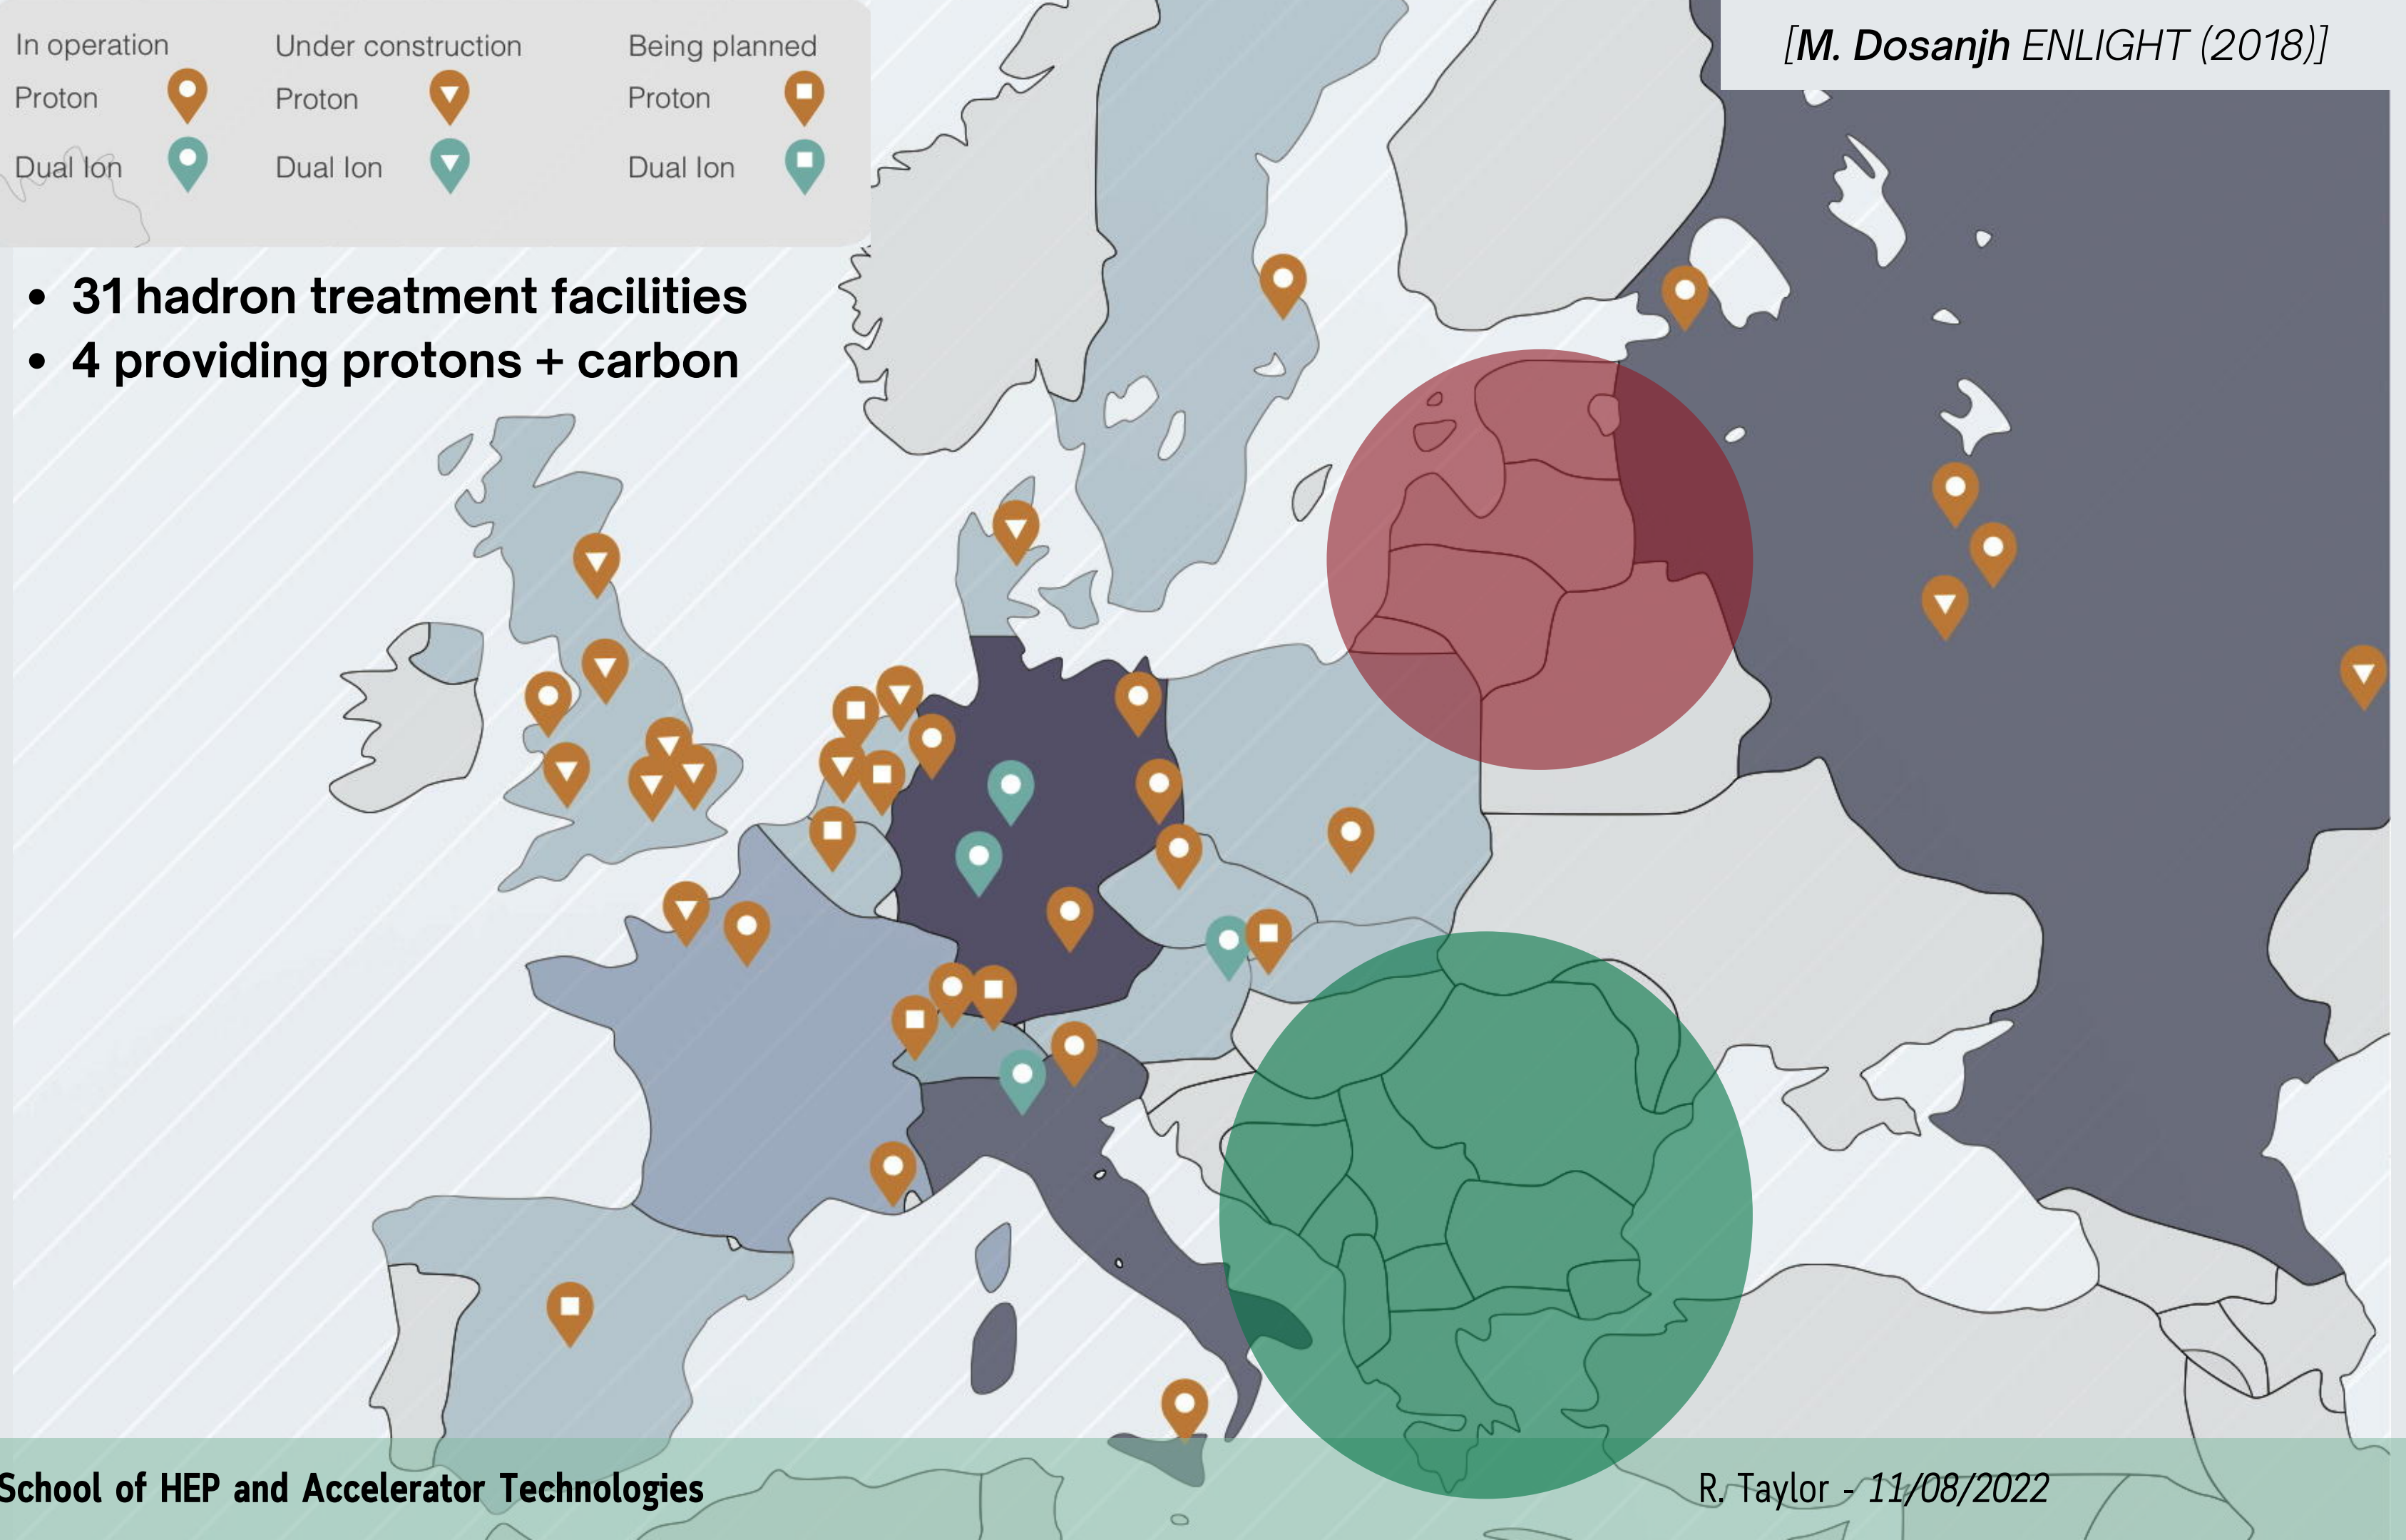 In operation
Under construction
Being planned
Proton
Proton
Proton
Dual Ion
Dual Ion
Dual Ion
[M. Dosanjh ENLIGHT (2018)]
• 31 hadron treatment facilities
• 4 providing protons + carbon
School of HEP and Accelerator Technologies
R. Taylor - 11/08/2022